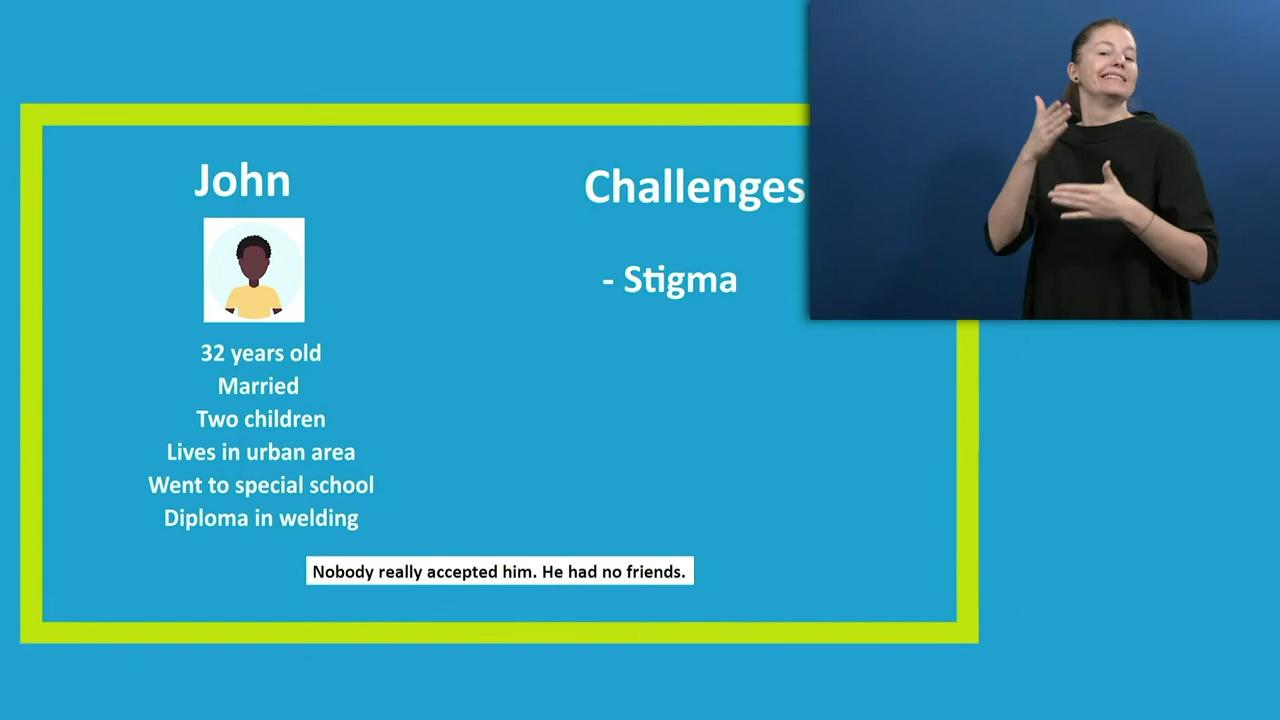 John
32 years old
Married
Two children
Lives in urban area
Went to special school
Diploma in welding
Challenges
- Stigma
Nobody really accepted him. He had no friends.